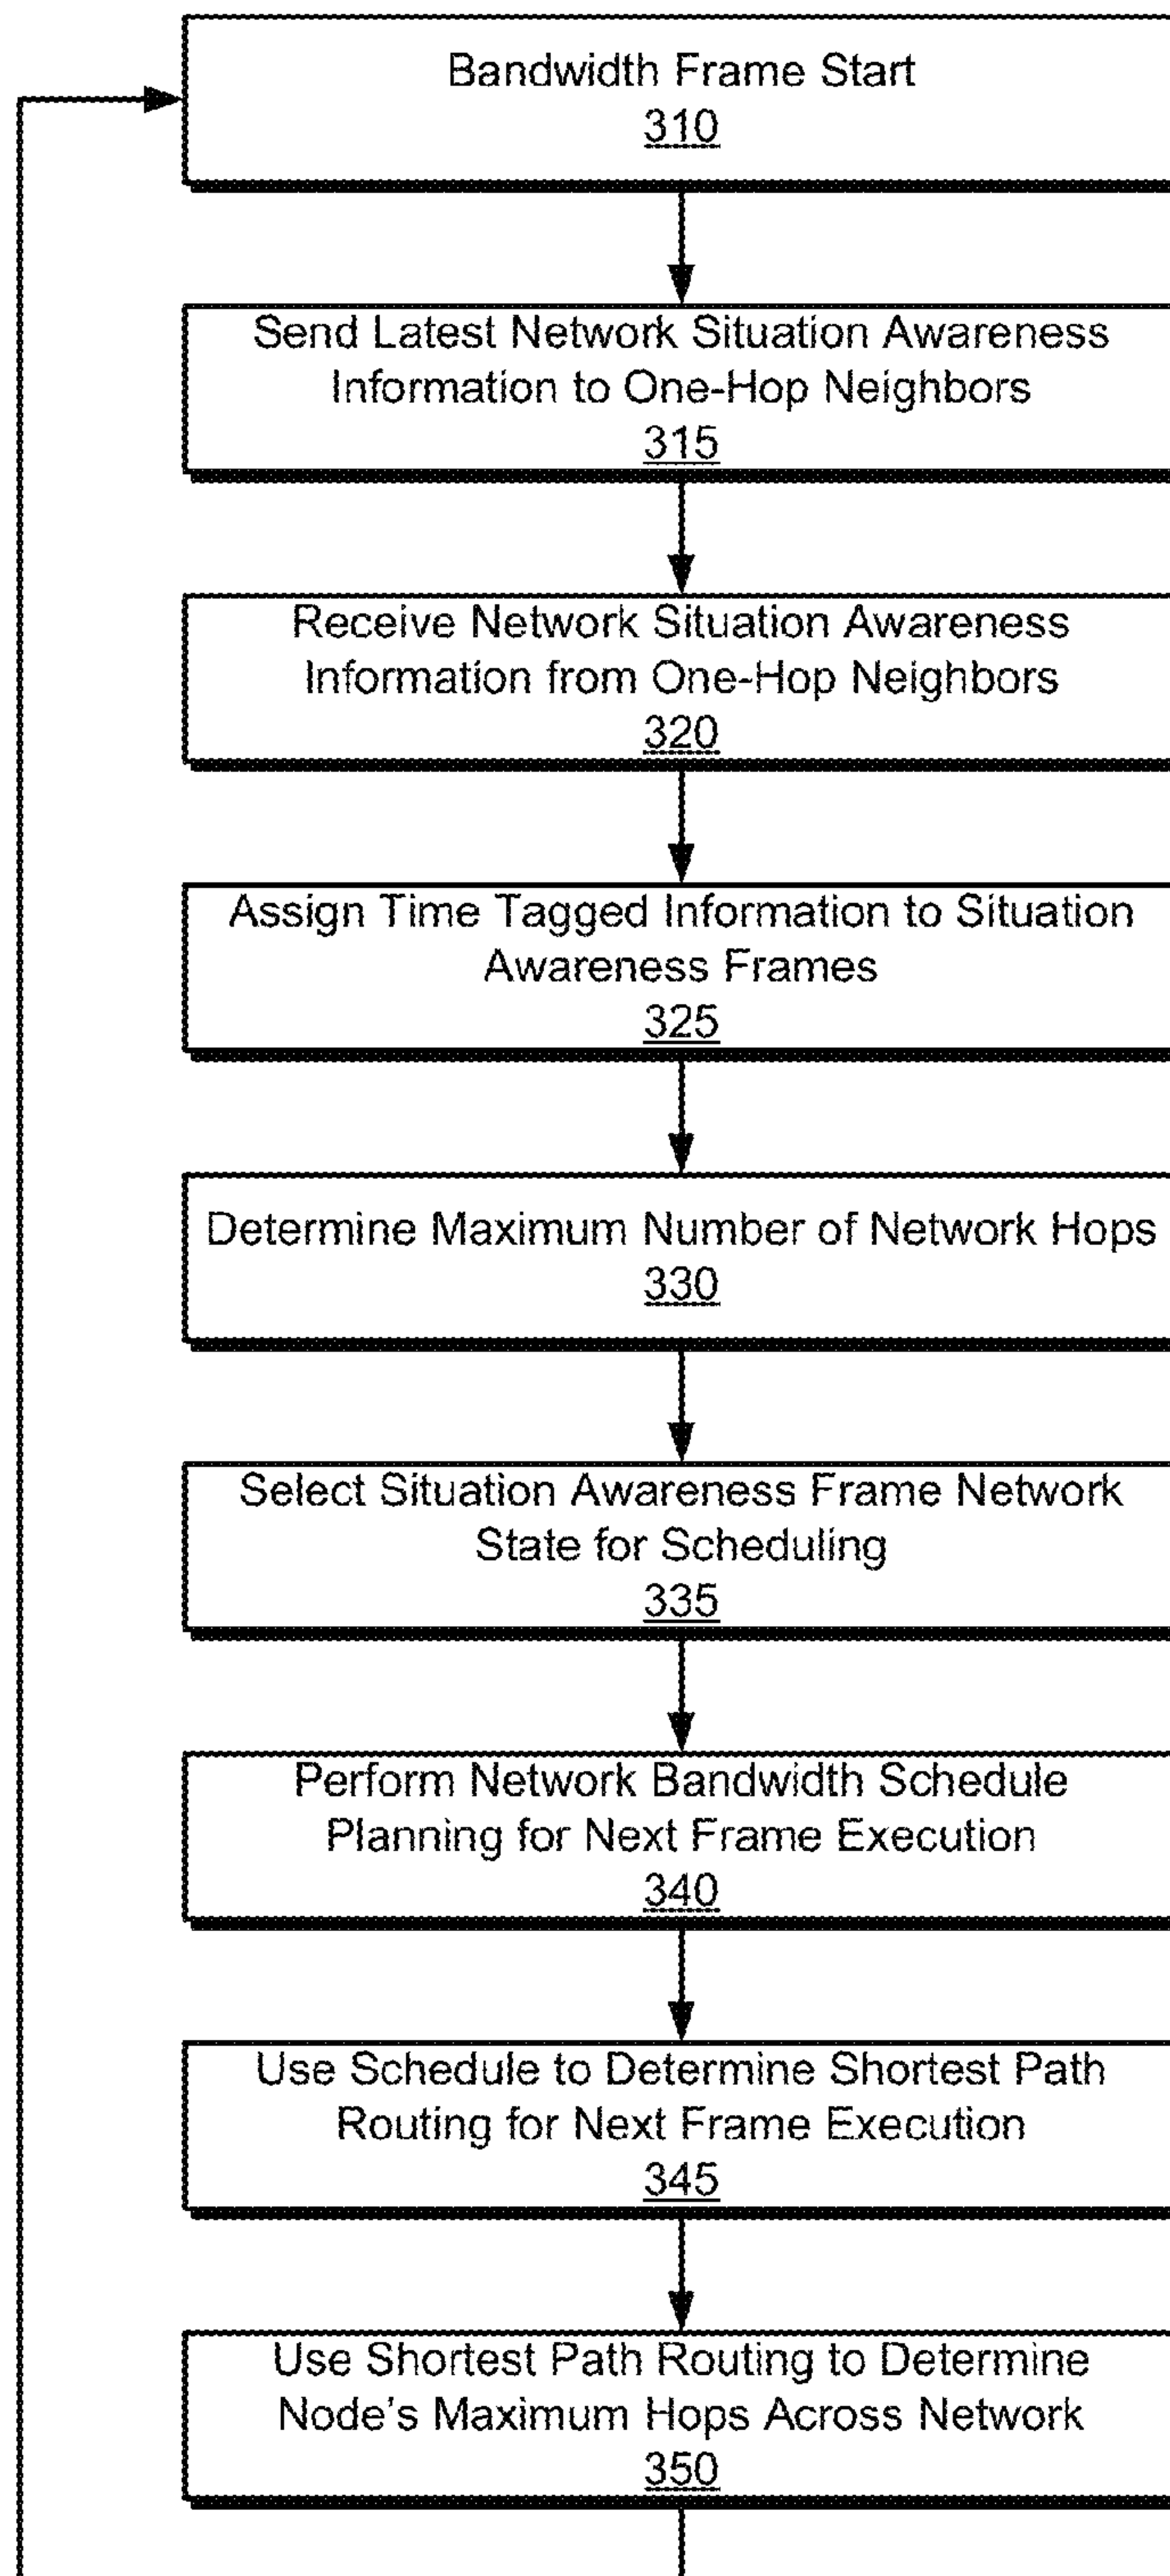 Bandwidth Frame Start
310
Send Latest Network Situation Awareness
Information to One-Hop Neighbors
315
Receive Network Situation Awareness
Information from One-Hop Neighbors
320
Assign Time Tagged Information to Situation
Awareness Frames
325
Determine Maximum Number of Network Hops
330
Select Situation Awareness Frame Network
State for Scheduling
335
Perform Network Bandwidth Schedule
Planning for Next Frame Execution
340
Use Schedule to Determine Shortest Path
Routing for Next Frame Execution
345
Use Shortest Path Routing to Determine
Node's Maximum Hops Across Network
350